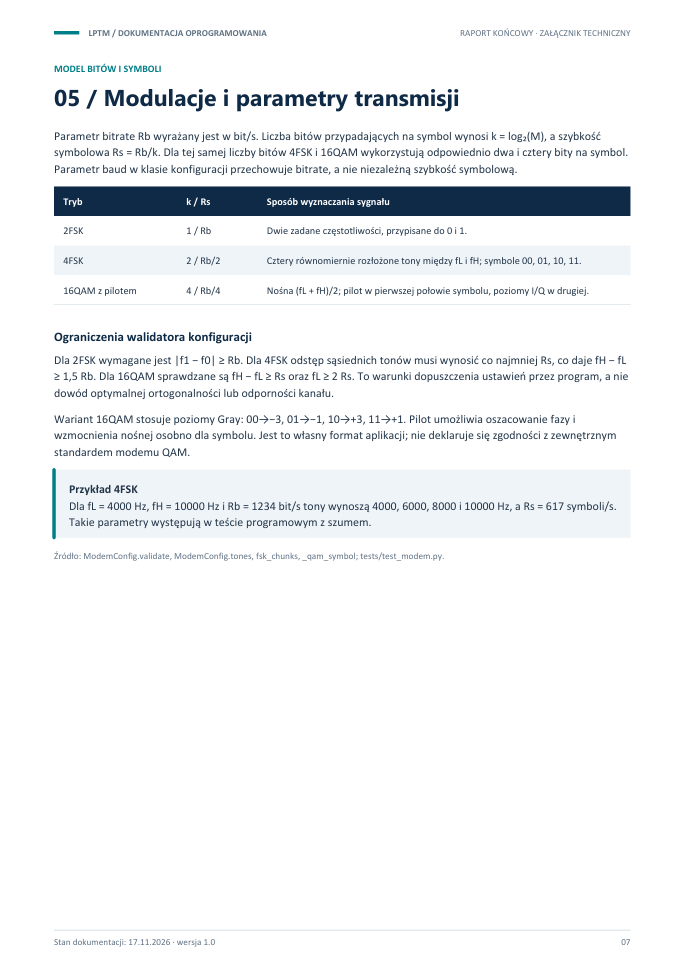 LPTM / DOKUMENTACJA OPROGRAMOWANIA
RAPORT KOŃCOWY · ZAŁĄCZNIK TECHNICZNY
MODEL BITÓW I SYMBOLI
05 / Modulacje i parametry transmisji
Parametr bitrate Rb wyrażany jest w bit/s. Liczba bitów przypadających na symbol wynosi k = log₂(M), a szybkość
symbolowa Rs = Rb/k. Dla tej samej liczby bitów 4FSK i 16QAM wykorzystują odpowiednio dwa i cztery bity na symbol.
Parametr baud w klasie konfiguracji przechowuje bitrate, a nie niezależną szybkość symbolową.
Tryb k / Rs Sposób wyznaczania sygnału
2FSK 1 / Rb Dwie zadane częstotliwości, przypisane do 0 i 1.
4FSK 2 / Rb/2 Cztery równomiernie rozłożone tony między fL i fH; symbole 00, 01, 10, 11.
16QAM z pilotem 4 / Rb/4 Nośna (fL + fH)/2; pilot w pierwszej połowie symbolu, poziomy I/Q w drugiej.
Ograniczenia walidatora konfiguracji
Dla 2FSK wymagane jest |f1 − f0| ≥ Rb. Dla 4FSK odstęp sąsiednich tonów musi wynosić co najmniej Rs, co daje fH − fL
≥ 1,5 Rb. Dla 16QAM sprawdzane są fH − fL ≥ Rs oraz fL ≥ 2 Rs. To warunki dopuszczenia ustawień przez program, a nie
dowód optymalnej ortogonalności lub odporności kanału.
Wariant 16QAM stosuje poziomy Gray: 00→−3, 01→−1, 10→+3, 11→+1. Pilot umożliwia oszacowanie fazy i
wzmocnienia nośnej osobno dla symbolu. Jest to własny format aplikacji; nie deklaruje się zgodności z zewnętrznym
standardem modemu QAM.
Przykład 4FSK
Dla fL = 4000 Hz, fH = 10000 Hz i Rb = 1234 bit/s tony wynoszą 4000, 6000, 8000 i 10000 Hz, a Rs = 617 symboli/s.
Takie parametry występują w teście programowym z szumem.
Źródło: ModemConfig.validate, ModemConfig.tones, fsk_chunks, _qam_symbol; tests/test_modem.py.
Stan dokumentacji: 17.11.2026 · wersja 1.0
07